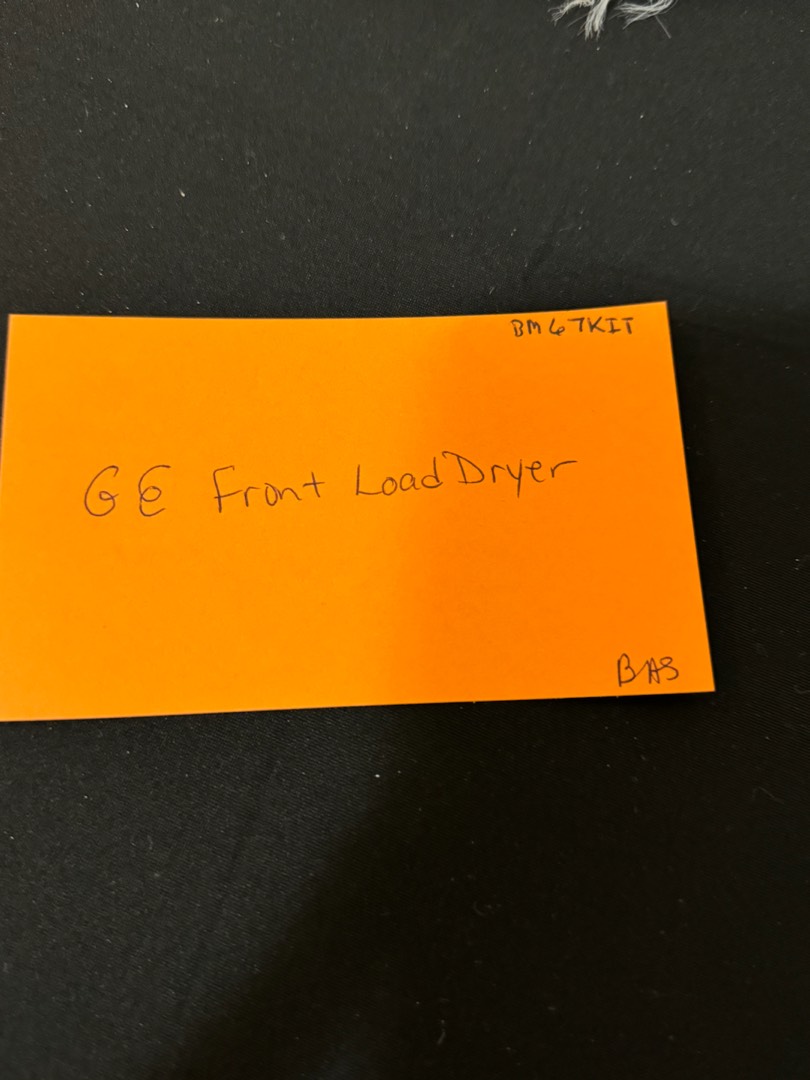 BM67KIT
GE Front Load Dryer
BAS